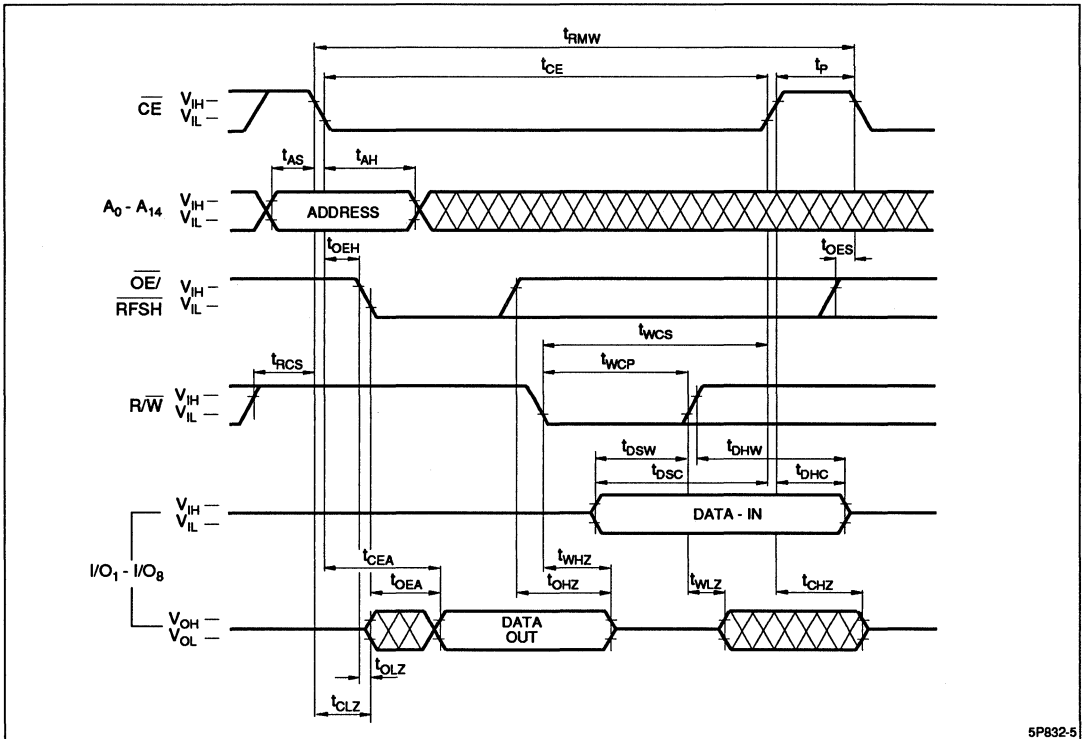 tRMW
tCE
tP
CE VIH
VIL
tAS
tAH
A0 - A14 VIH
VIL
ADDRESS
tOEH
tOES
OE/ VIH
RFSH VIL
tWCS
tRCS
tWCP
R/W VIH
VIL
tDSW
tDHW
tDSC
tDHC
VIH
VIL
DATA - IN
tCEA
tWHZ
I/O1 - I/O8
tOEA
tOHZ
tWLZ
tCHZ
VOH
VOL
DATA
OUT
tOLZ
tCLZ
5P832-5